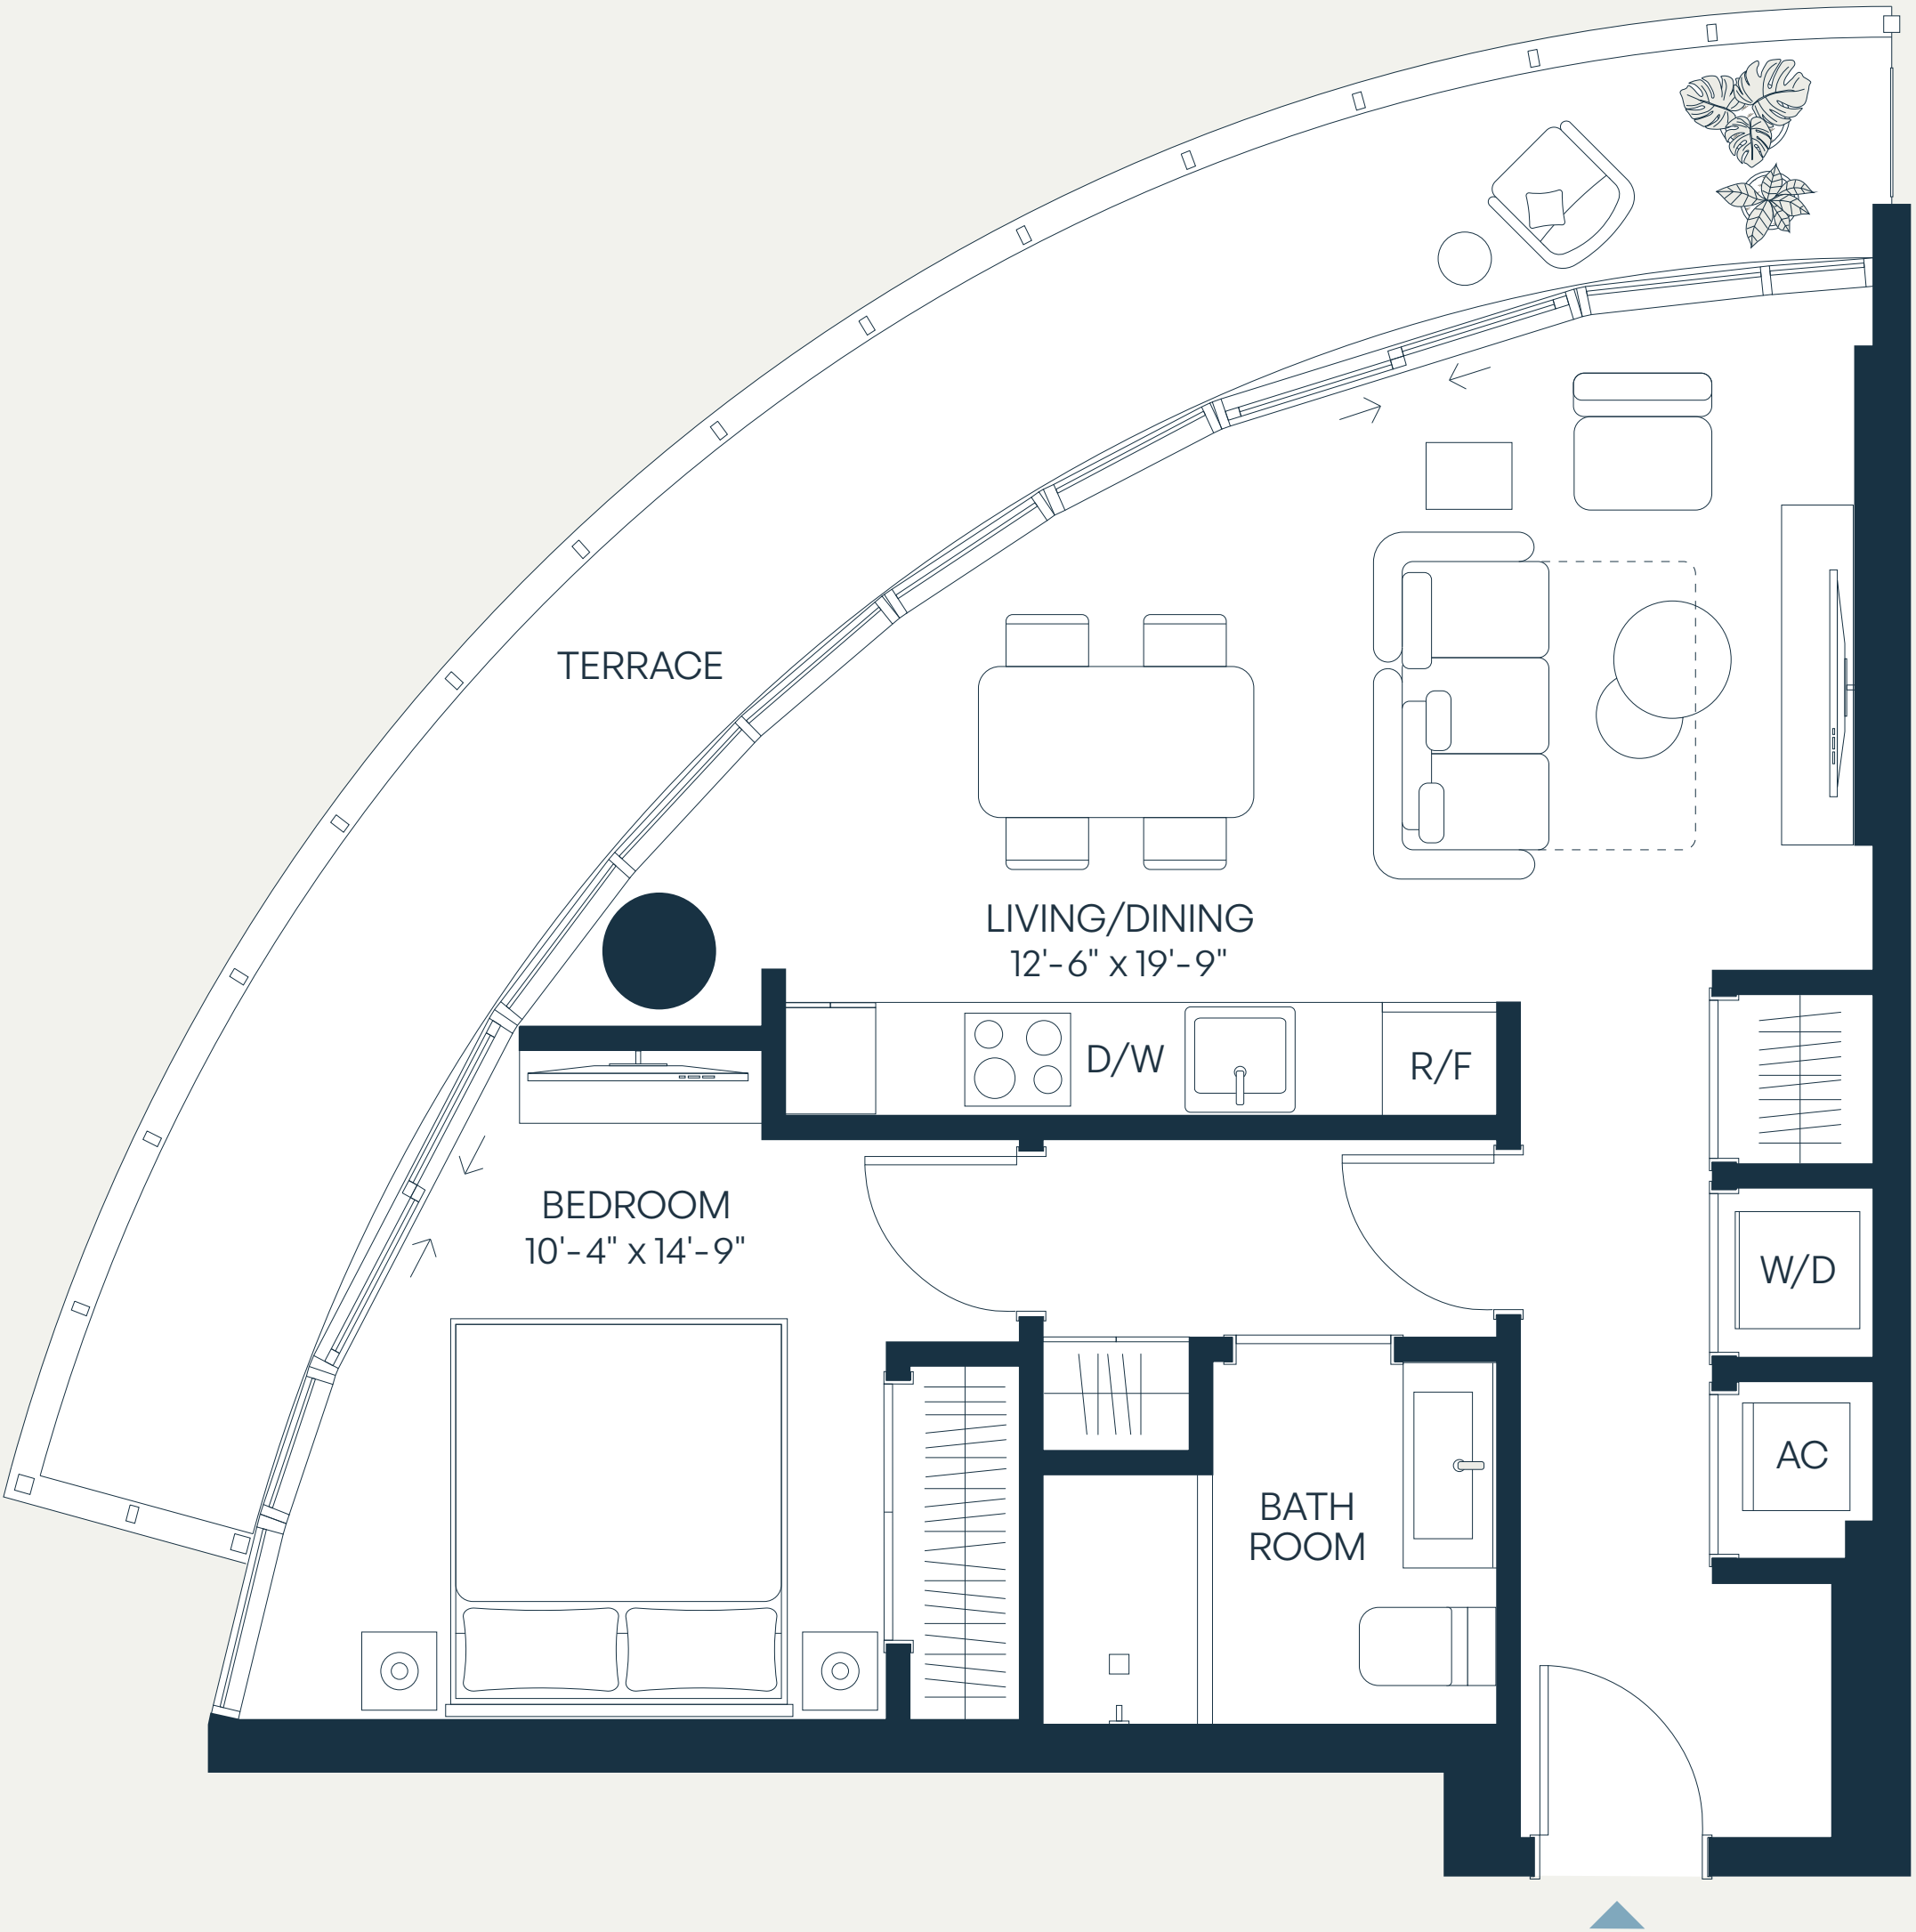 TERRACE
LIVING/DINING
12'-6" x 19'-9"
D/W
R/F
BEDROOM
10'-4" x 14'-9"
W/D
AC
BATH
ROOM